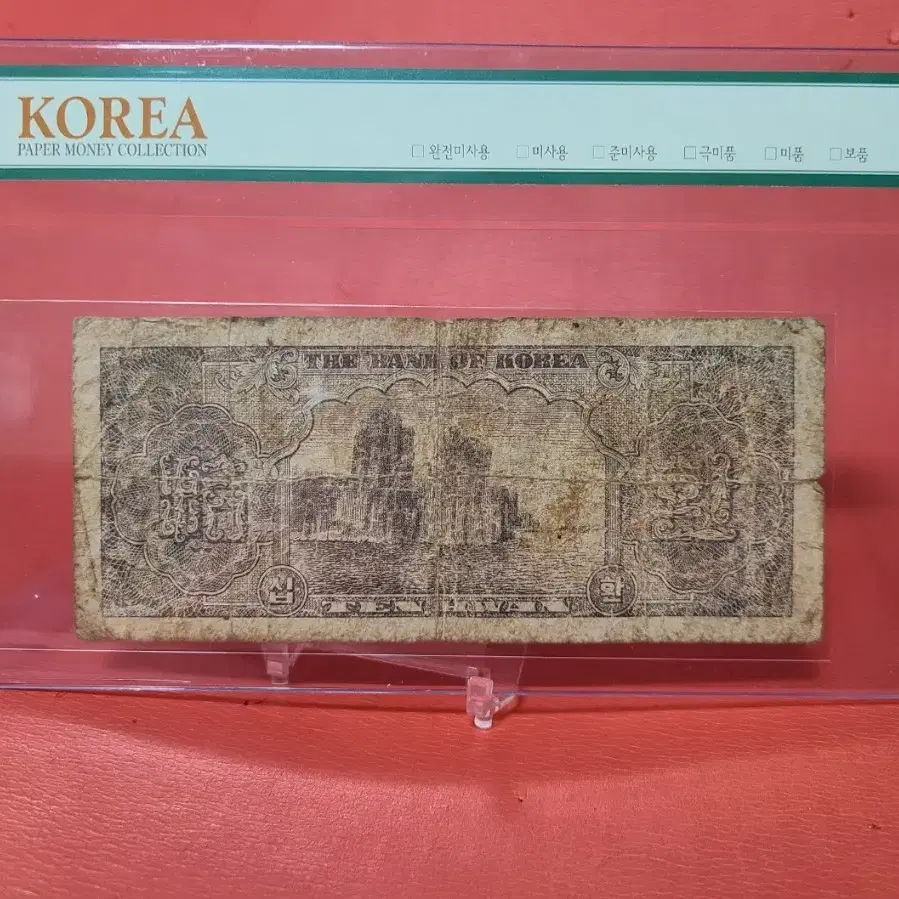 KOREA
PAPER MONEY COLLECTION
□ 완전미사용 □ 미사용 □ 준미사용 □ 극미품 □ 미품 □ 보품
THE BANK OF KOREA
십 환
TEN HWAN